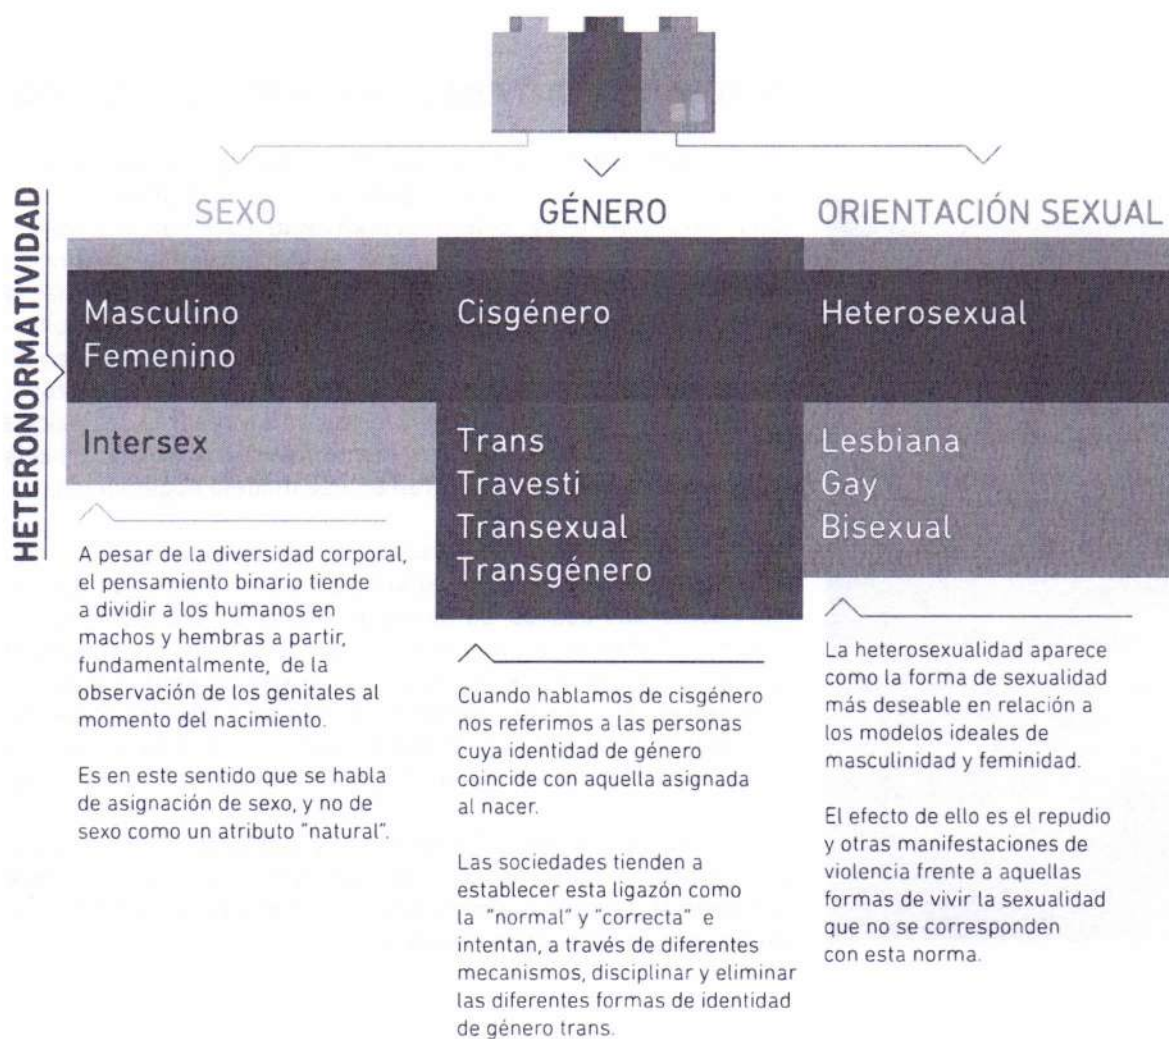 HETERONORMATIVIDAD
SEXO
Masculino
Femenino
Intersex
A pesar de la diversidad corporal,
el pensamiento binario tiende
a dividir a los humanos en
machos y hembras a partir,
fundamentalmente, de la
observación de los genitales al
momento del nacimiento.
Es en este sentido que se habla
de asignación de sexo, y no de
sexo como un atributo "natural".
GÉNERO
Cisgénero
Trans
Travesti
Transexual
Transgénero
Cuando hablamos de cisgénero
nos referimos a las personas
cuya identidad de género
coincide con aquella asignada
al nacer.
Las sociedades tienden a
establecer esta ligazón como
la "normal" y "correcta" e
intentan, a través de diferentes
mecanismos, disciplinar y eliminar
las diferentes formas de identidad
de género trans.
ORIENTACIÓN SEXUAL
Heterosexual
Lesbiana
Gay
Bisexual
La heterosexualidad aparece
como la forma de sexualidad
más deseable en relación a
los modelos ideales de
masculinidad y feminidad.
El efecto de ello es el repudio
y otras manifestaciones de
violencia frente a aquellas
formas de vivir la sexualidad
que no se corresponden
con esta norma.